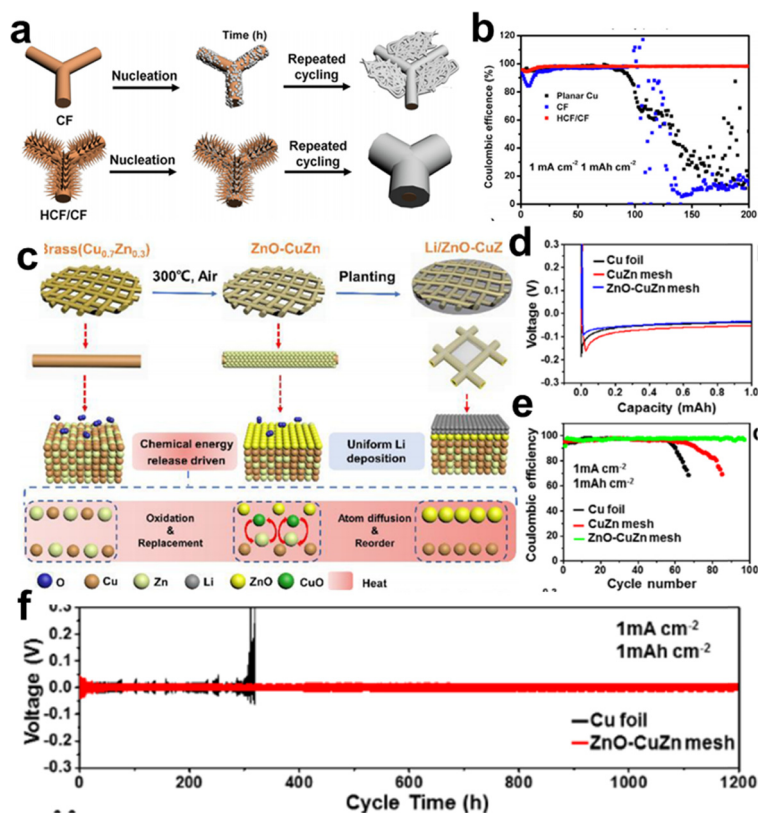 a
Time (h)
Nucleation
Repeated
cycling
CF
Nucleation
Repeated
cycling
HCF/CF
b
Coulombic efficence (%)
120
100
80
60
40
20
0
Planar Cu
CF
HCF/CF
1 mA cm⁻² 1 mAh cm⁻²
0 50 100 150 200
c
Brass(Cu₀.₇Zn₀.₃)
ZnO-CuZn
Li/ZnO-CuZ
300℃, Air
Planting
Chemical energy
release driven
Uniform Li
deposition
Oxidation
&
Replacement
Atom diffusion
&
Reorder
O Cu Zn Li ZnO CuO Heat
d
Voltage (V)
0.3
0.2
0.1
0.0
-0.1
-0.2
-0.3
Cu foil
CuZn mesh
ZnO-CuZn mesh
0.0 0.2 0.4 0.6 0.8 1.0
Capacity (mAh)
e
Coulombic efficiency
100
80
60
40
20
0
1mA cm⁻²
1mAh cm⁻²
Cu foil
CuZn mesh
ZnO-CuZn mesh
0 20 40 60 80 100
Cycle number
f
Voltage (V)
0.3
0.2
0.1
0.0
-0.1
-0.2
-0.3
1mA cm⁻²
1mAh cm⁻²
Cu foil
ZnO-CuZn mesh
0 200 400 600 800 1000 1200
Cycle Time (h)